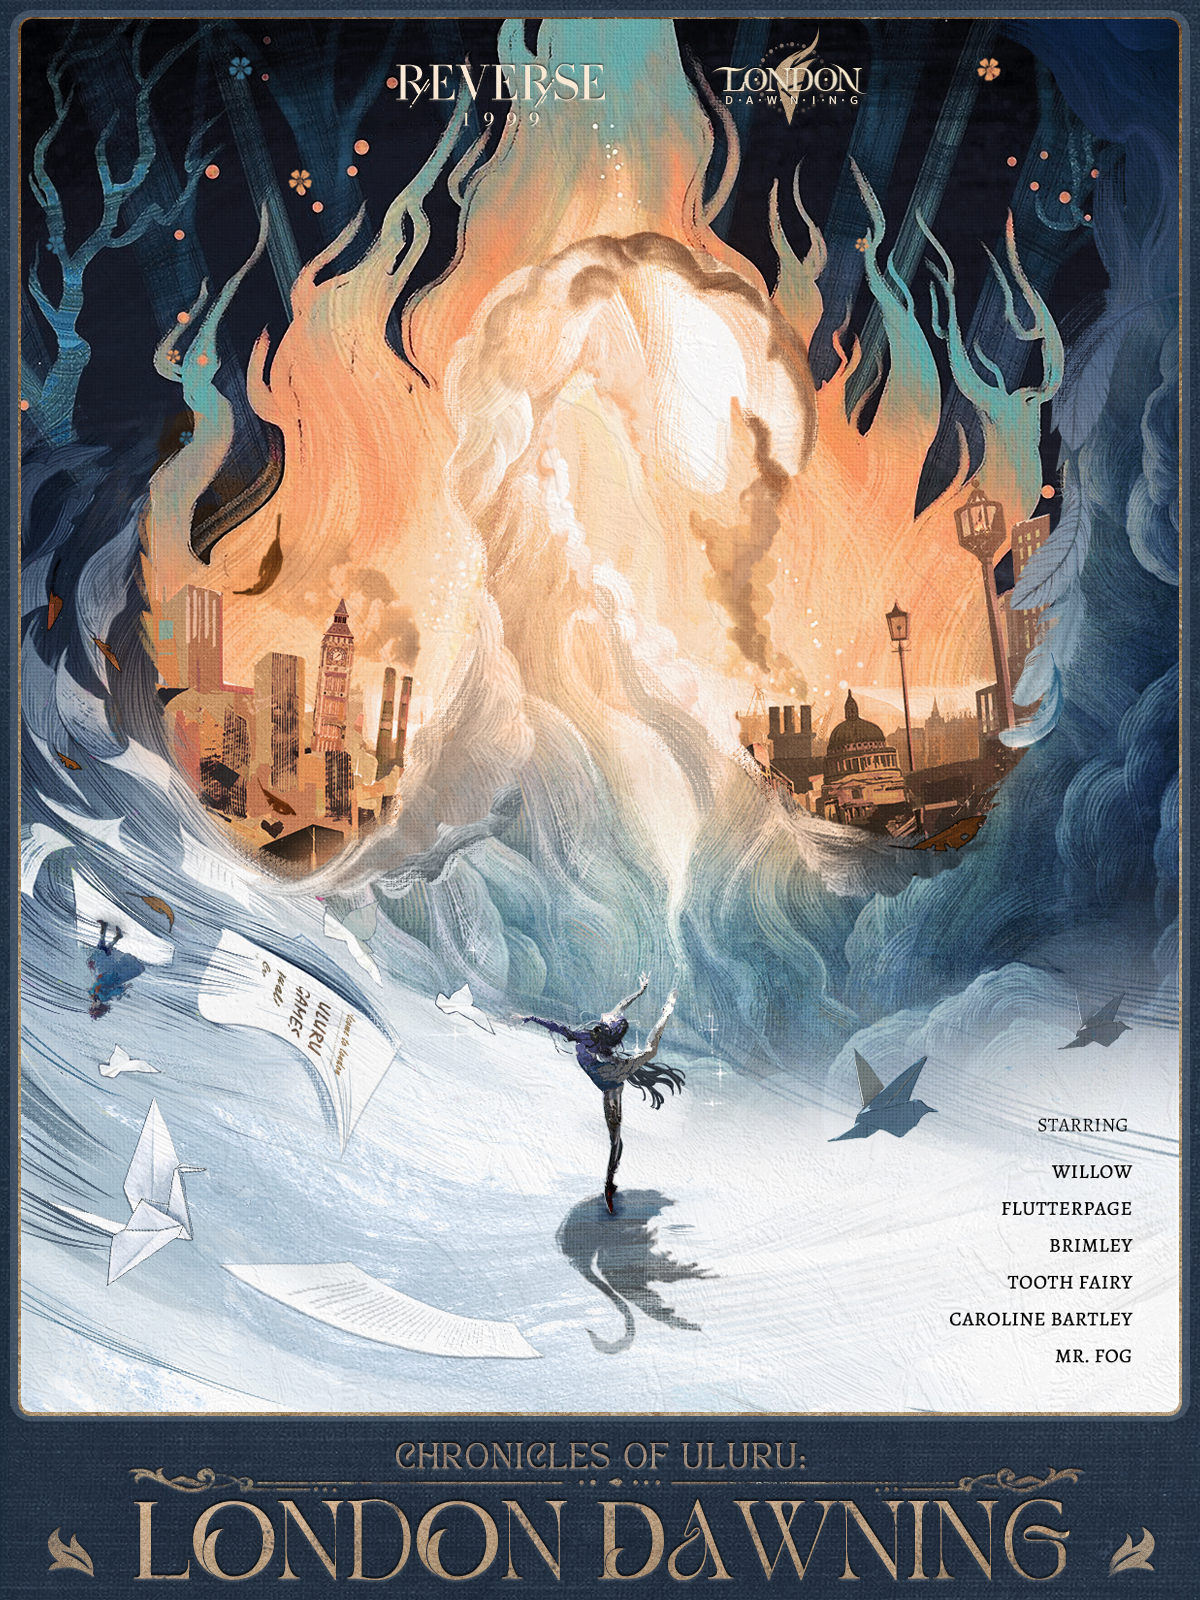 REVERSE
1999
LONDON
D·A·W·N·I·N·G
ULURU
GAMES
STARRING
WILLOW
FLUTTERPAGE
BRIMLEY
TOOTH FAIRY
CAROLINE BARTLEY
MR. FOG
CHRONICLES OF ULURU:
LONDON DAWNING